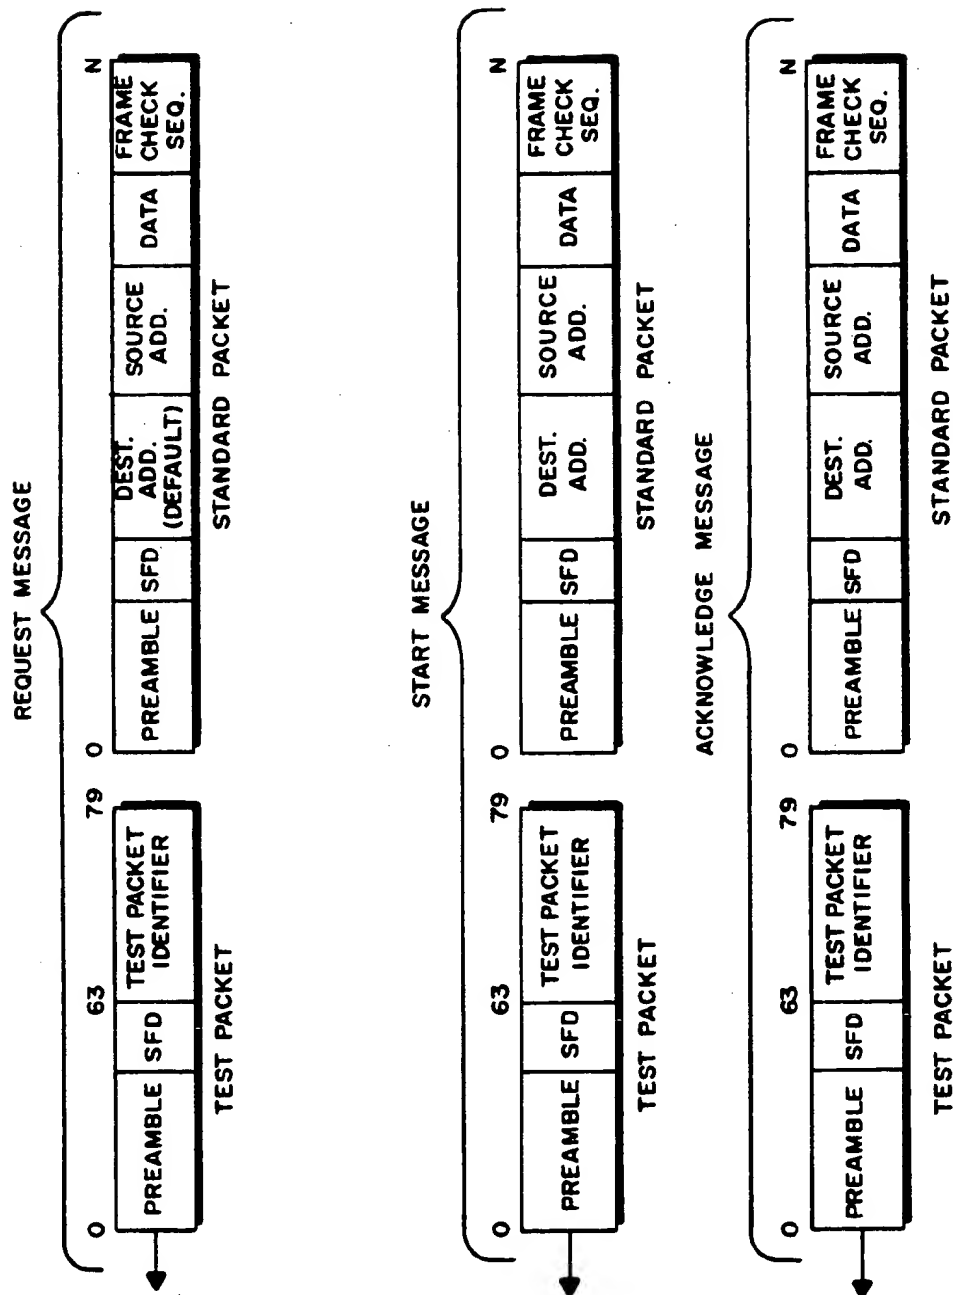 REQUEST MESSAGE
0 63 79 0 N
PREAMBLE SFD TEST PACKET IDENTIFIER
PREAMBLE SFD DEST. ADD. (DEFAULT) SOURCE ADD. DATA FRAME CHECK SEQ.
TEST PACKET STANDARD PACKET
START MESSAGE
0 63 79 0 N
PREAMBLE SFD TEST PACKET IDENTIFIER
PREAMBLE SFD DEST. ADD. SOURCE ADD. DATA FRAME CHECK SEQ.
TEST PACKET STANDARD PACKET
ACKNOWLEDGE MESSAGE
0 63 79 0 N
PREAMBLE SFD TEST PACKET IDENTIFIER
PREAMBLE SFD DEST. ADD. SOURCE ADD. DATA FRAME CHECK SEQ.
TEST PACKET STANDARD PACKET